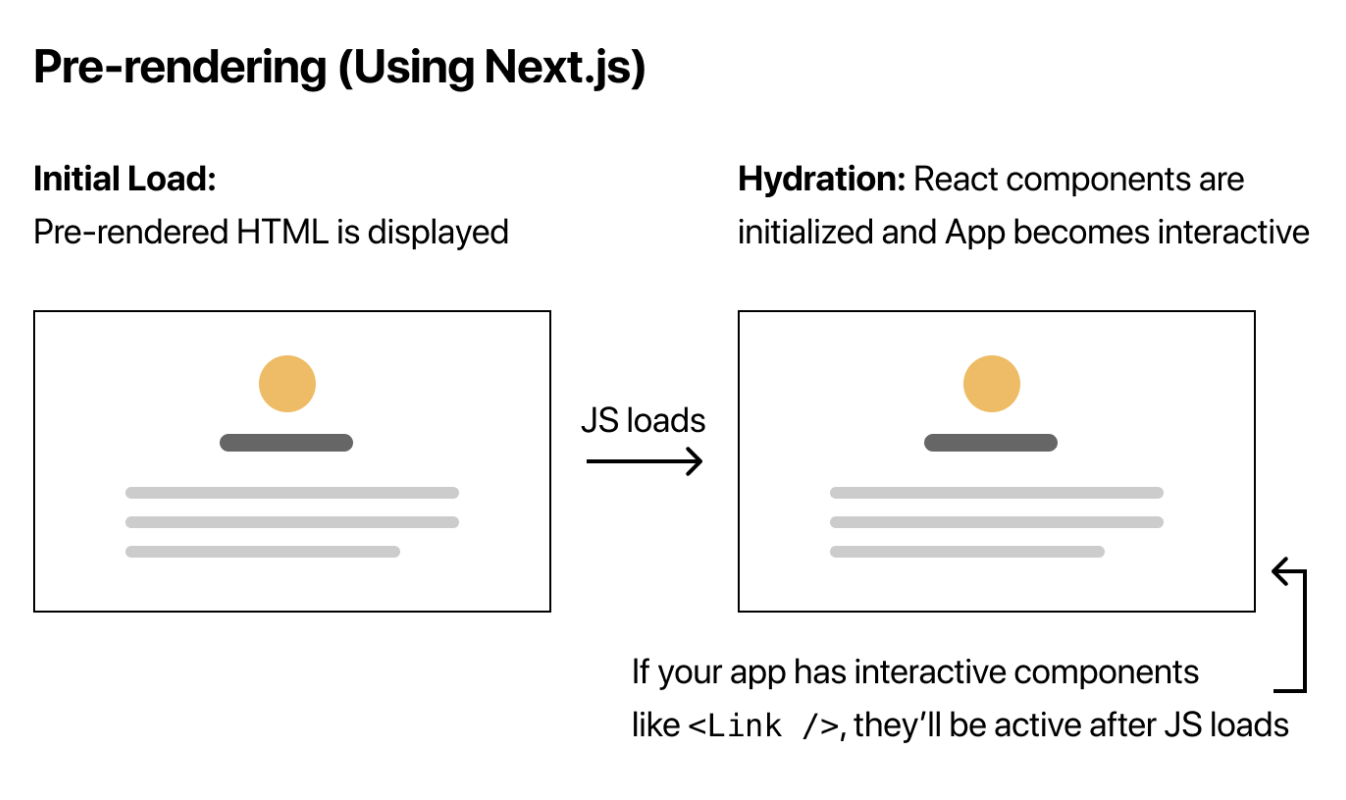 Pre-rendering (Using Next.js)
Initial Load:
Pre-rendered HTML is displayed
Hydration: React components are
initialized and App becomes interactive
JS loads
If your app has interactive components
like <Link />, they’ll be active after JS loads